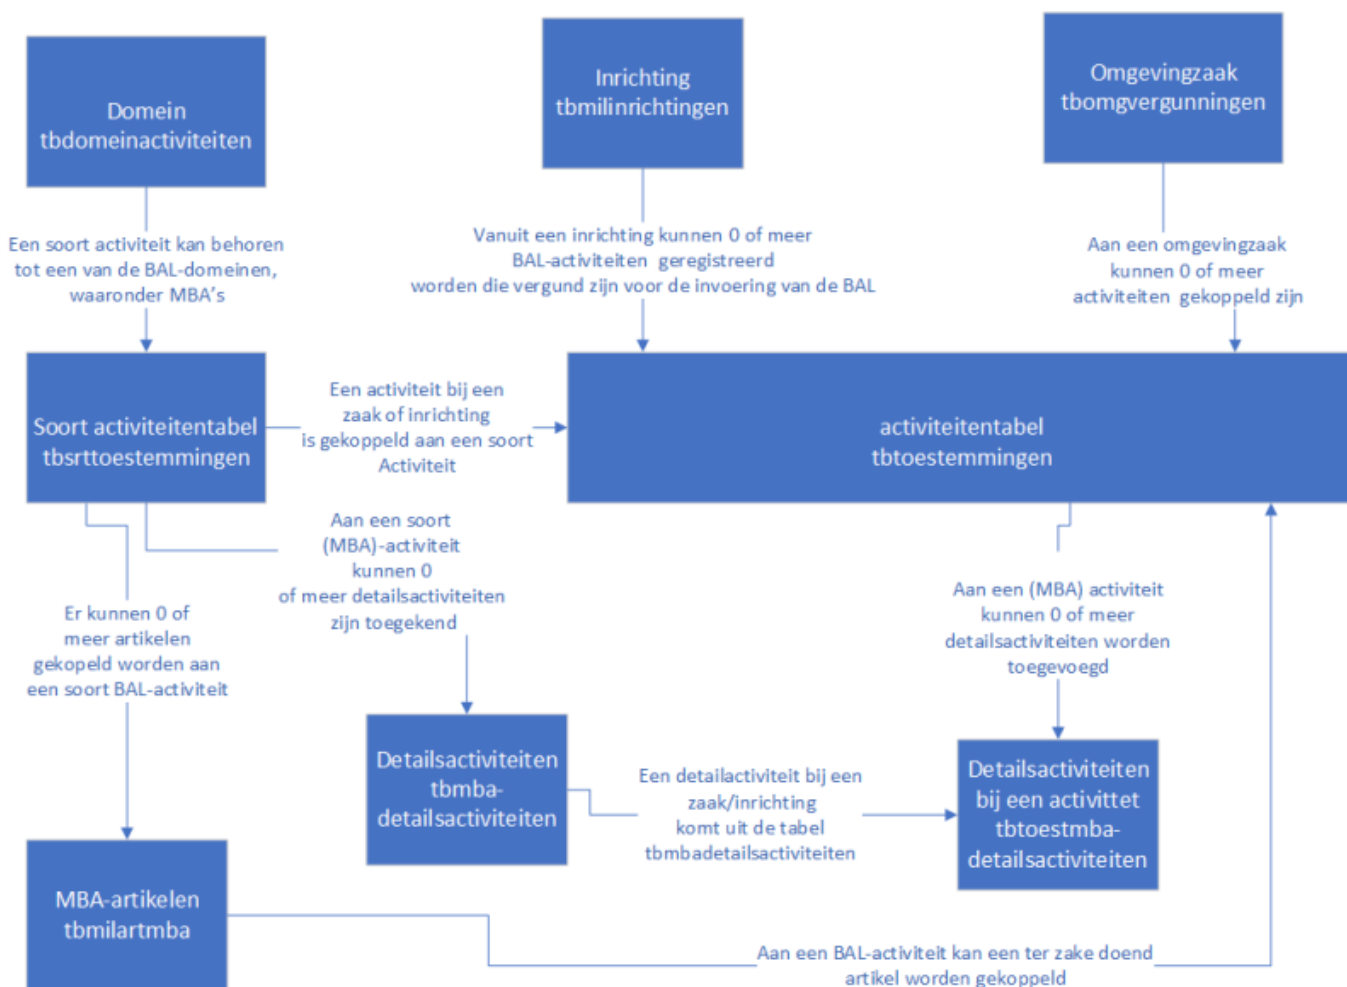 Domein
tbdomeinactiviteiten
Inrichting
tbmilinrichtingen
Omgevingzaak
tbomgvergunningen
Een soort activiteit kan behoren
tot een van de BAL-domeinen,
waaronder MBA's
Vanuit een inrichting kunnen 0 of meer
BAL-activiteiten geregistreerd
worden die vergund zijn voor de invoering van de BAL
Aan een omgevingzaak
kunnen 0 of meer
activiteiten gekoppeld zijn
Soort activiteitentabel
tbsrttoestemmingen
Een activiteit bij een
zaak of inrichting
is gekoppeld aan een soort
Activiteit
activiteitentabel
tbtoestemmingen
Aan een soort
(MBA)-activiteit
kunnen 0
of meer detailsactiviteiten
zijn toegekend
Er kunnen 0 of
meer artikelen
gekopeld worden aan
een soort BAL-activiteit
Aan een (MBA) activiteit
kunnen 0 of meer
detailsactiviteiten worden
toegevoegd
Detailsactiviteiten
tbmba-
detailsactiviteiten
Een detailactiviteit bij een
zaak/inrichting
komt uit de tabel
tbmbadetailsactiviteiten
Detailsactiviteiten
bij een activittet
tbtoestmba-
detailsactiviteiten
MBA-artikelen
tbmilartmba
Aan een BAL-activiteit kan een ter zake doend
artikel worden gekoppeld